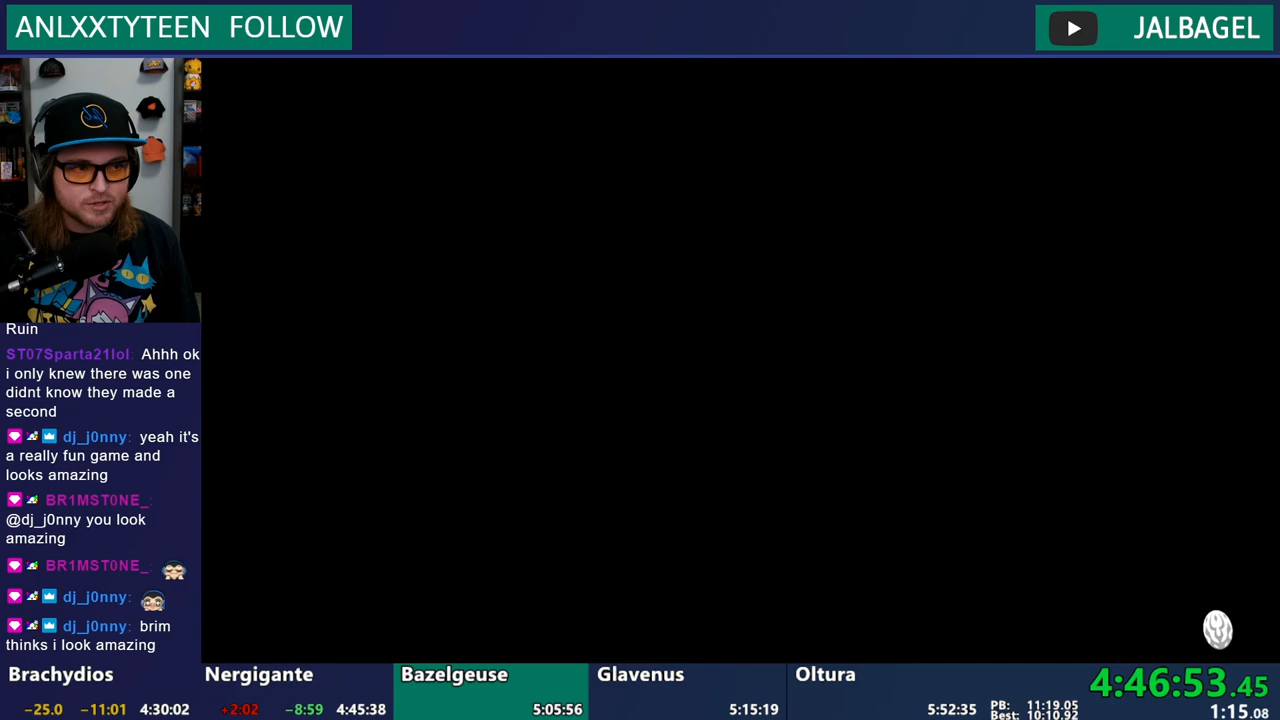 ANLXXTYTEEN FOLLOW
JALBAGEL
Ruin
ST07Sparta21lol: Ahhh ok
i only knew there was one
didnt know they made a
second
dj_j0nny: yeah it's
a really fun game and
looks amazing
BR1MST0NE_:
@dj_j0nny you look
amazing
BR1MST0NE_:
dj_j0nny:
dj_j0nny: brim
thinks i look amazing
Brachydios
-25.0 -11:01 4:30:02
Nergigante
+2:02 -8:59 4:45:38
Bazelgeuse
5:05:56
Glavenus
5:15:19
Oltura
5:52:35
4:46:53.45
PB: 11:19.05
Best: 10:10.92
1:15.08